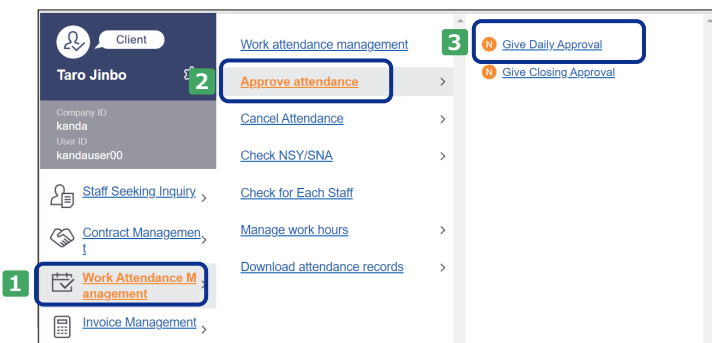 Client
Taro Jinbo
Company ID
kanda
User ID
kandauser00
Staff Seeking Inquiry
Contract Managemen
t
1
Work Attendance M
anagement
Invoice Management
2
Work attendance management
Approve attendance
Cancel Attendance
Check NSY/SNA
Check for Each Staff
Manage work hours
Download attendance records
3
N Give Daily Approval
N Give Closing Approval